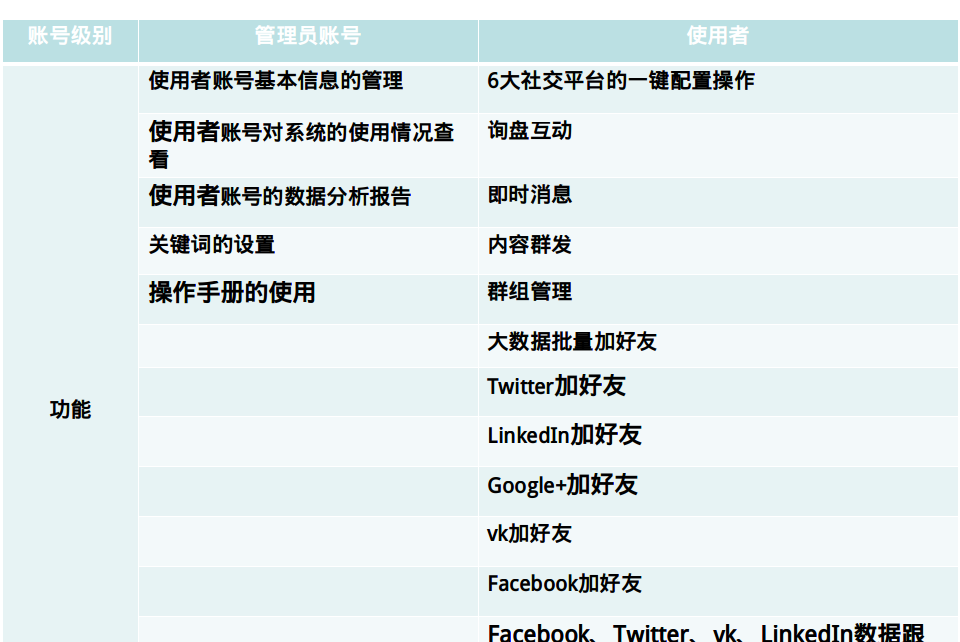 账号级别 管理员账号 使用者
使用者账号基本信息的管理 6大社交平台的一键配置操作
使用者账号对系统的使用情况查 询盘互动
看
使用者账号的数据分析报告 即时消息
关键词的设置 内容群发
操作手册的使用 群组管理
大数据批量加好友
Twitter加好友
功能
LinkedIn加好友
Google+加好友
vk加好友
Facebook加好友
Facebook、Twitter、vk、LinkedIn数据跟